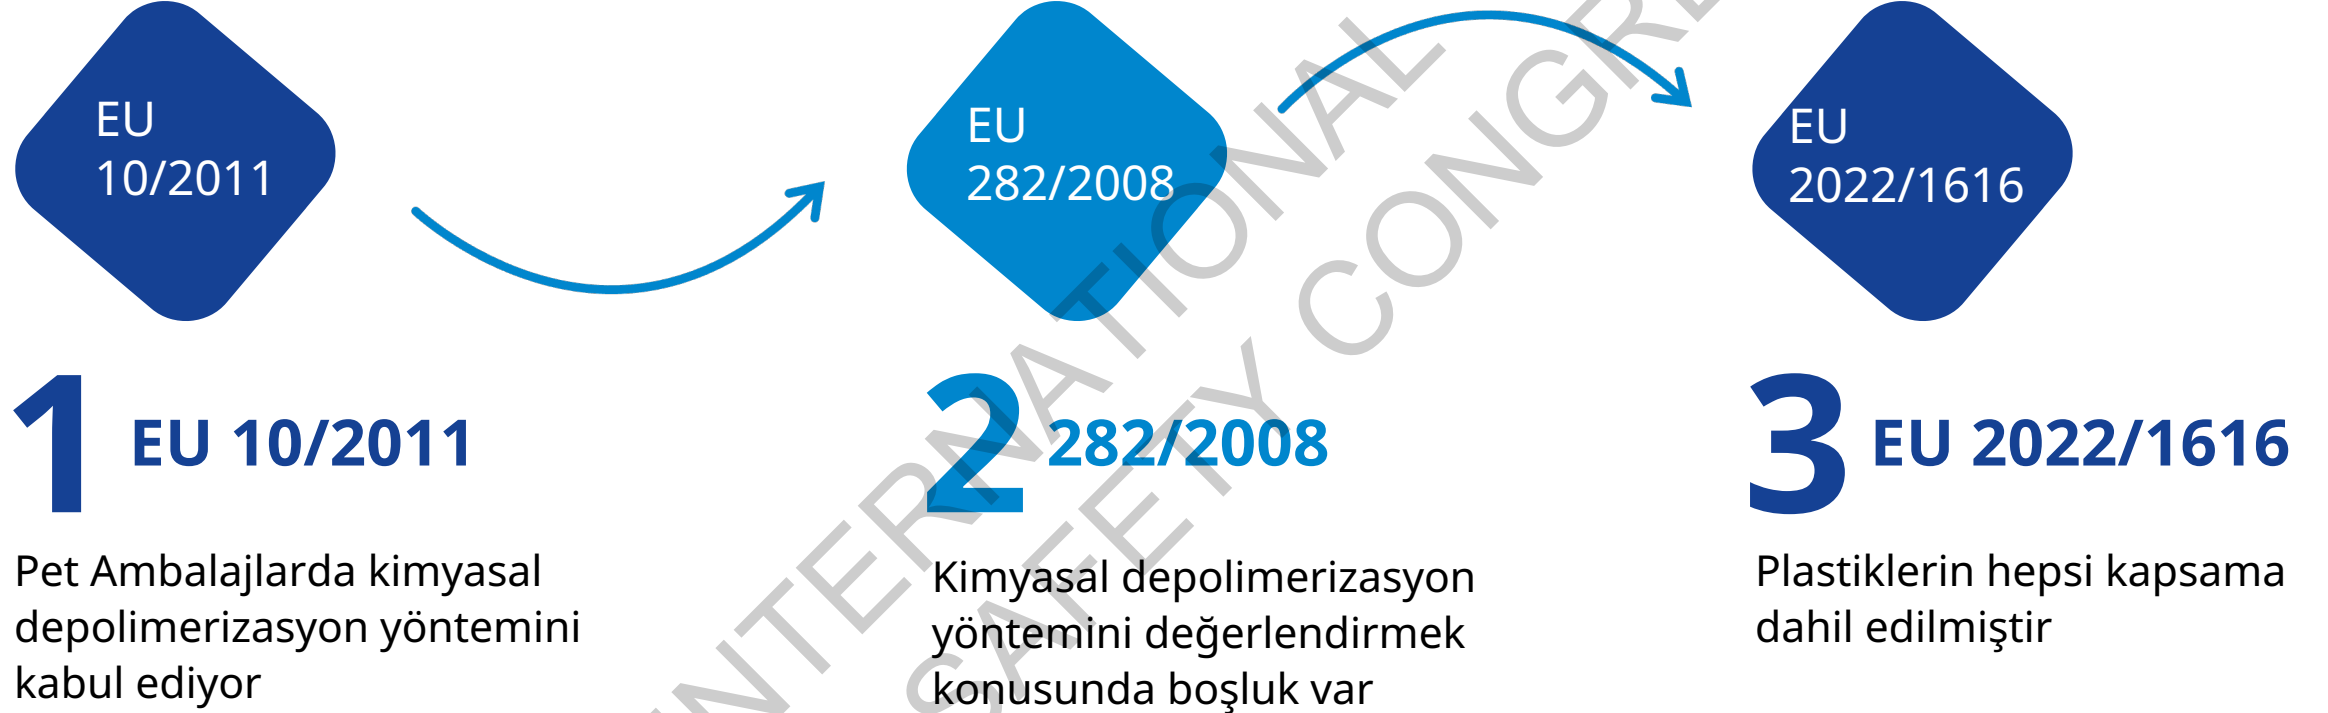 EU
10/2011
EU
282/2008
EU
2022/1616
1 EU 10/2011
Pet Ambalajlarda kimyasal
depolimerizasyon yöntemini
kabul ediyor
2 282/2008
Kimyasal depolimerizasyon
yöntemini değerlendirmek
konusunda boşluk var
3 EU 2022/1616
Plastiklerin hepsi kapsama
dahil edilmiştir
INTERNATIONAL
SAFETY